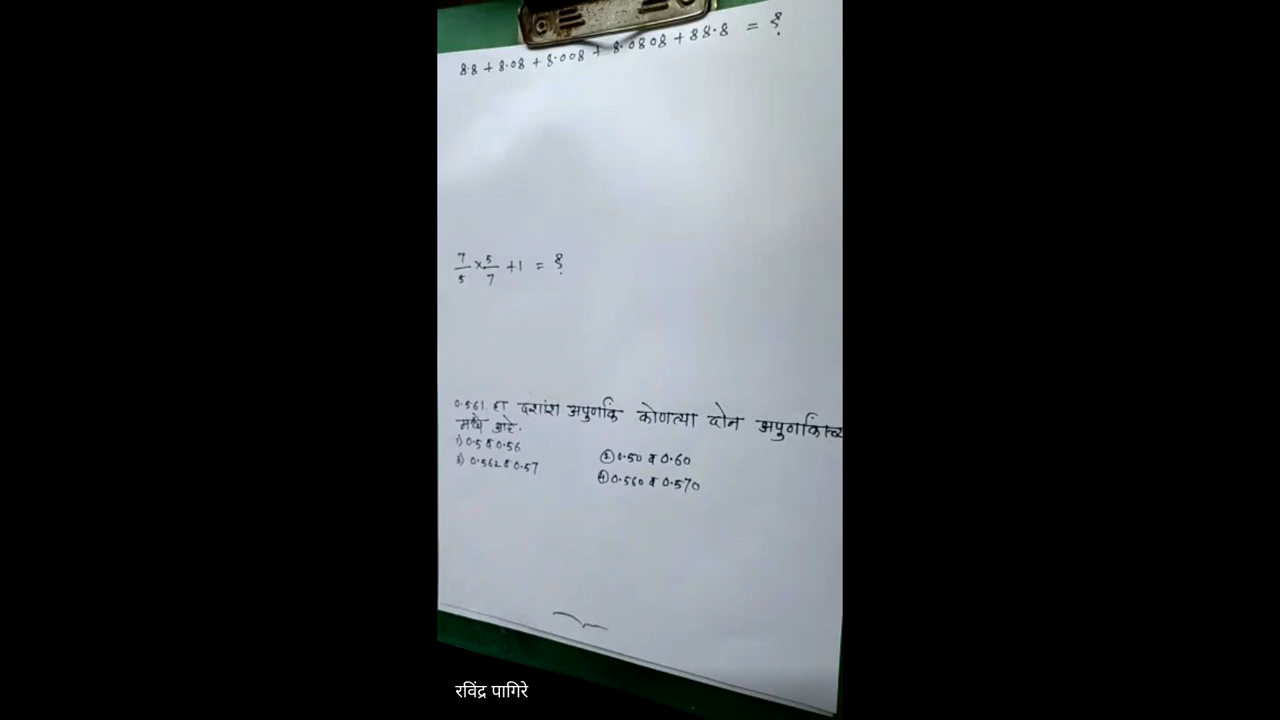 8.8 + 8.08 + 8.008 + 8.0808 + 88.8 = ?
7/5 × 5/7 + 1 = ?
0.561. हा दशांश अपुर्णांक कोणत्या दोन अपुर्णांकाच्य
मध्ये आहे.
1) 0.5 व 0.56
② 0.50 व 0.60
3) 0.562 व 0.57
④ 0.560 व 0.570
रविंद्र पागिरे